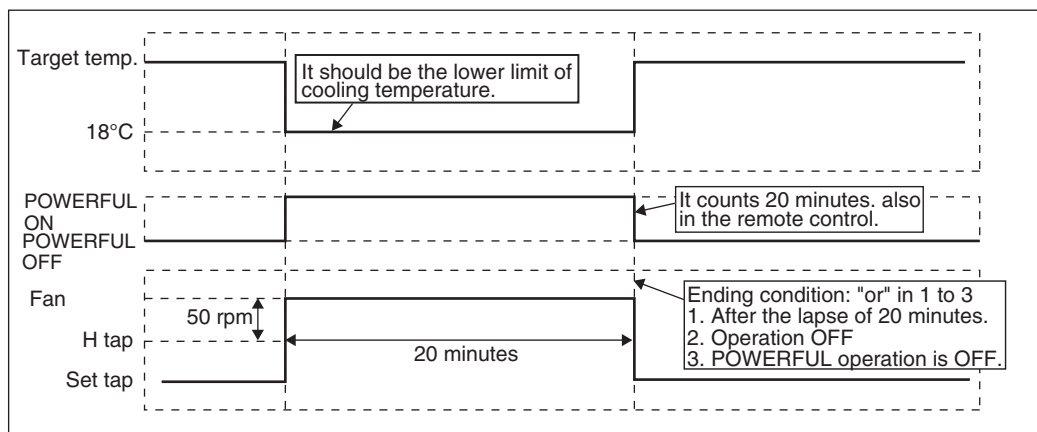 Target temp.
It should be the lower limit of
cooling temperature.
18°C
POWERFUL
ON
POWERFUL
OFF
It counts 20 minutes. also
in the remote control.
Fan
50 rpm
H tap
Set tap
20 minutes
Ending condition: "or" in 1 to 3
1. After the lapse of 20 minutes.
2. Operation OFF
3. POWERFUL operation is OFF.